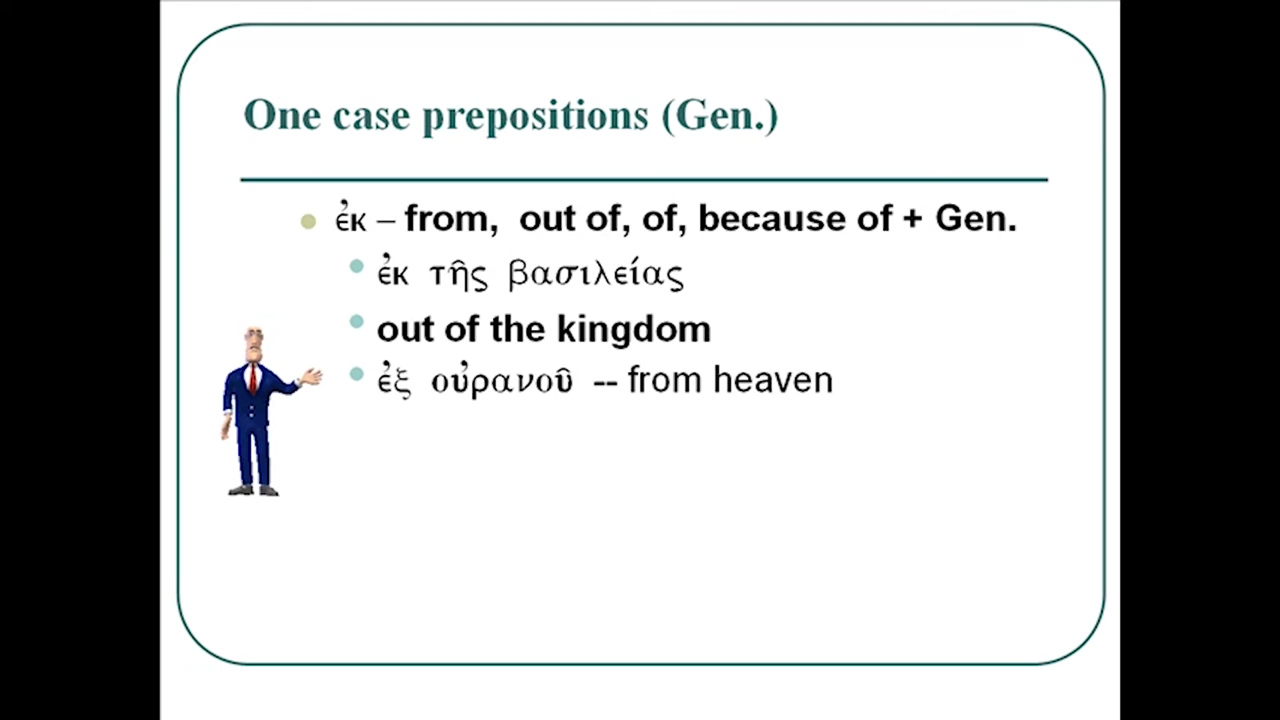 One case prepositions (Gen.)
ἐκ – from, out of, of, because of + Gen.
ἐκ τῆς βασιλείας
out of the kingdom
ἐξ οὐρανοῦ -- from heaven